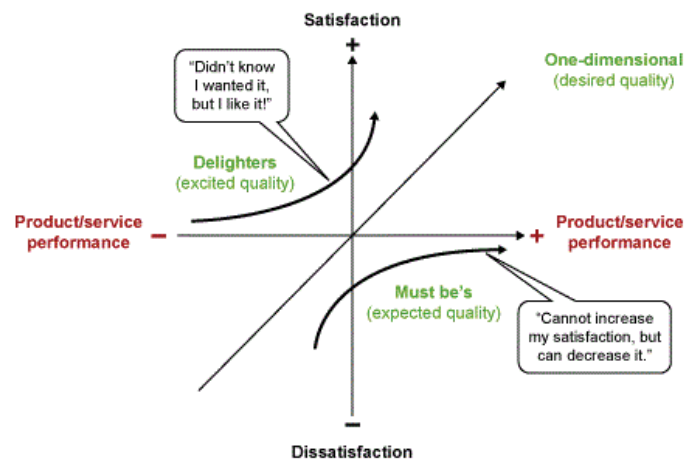 Satisfaction
+
"Didn't know
I wanted it,
but I like it!"
One-dimensional
(desired quality)
Delighters
(excited quality)
Product/service
performance
−
+
Product/service
performance
Must be's
(expected quality)
"Cannot increase
my satisfaction, but
can decrease it."
−
Dissatisfaction